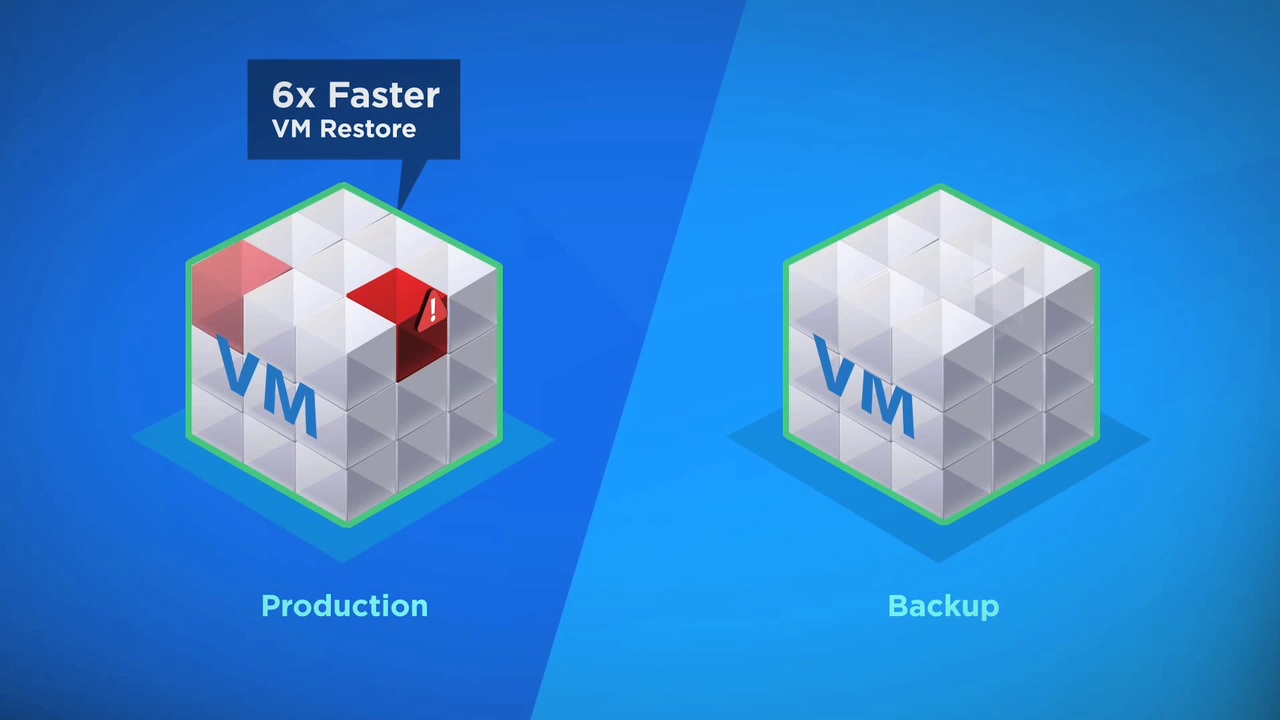 6x Faster
VM Restore
VM
VM
Production
Backup